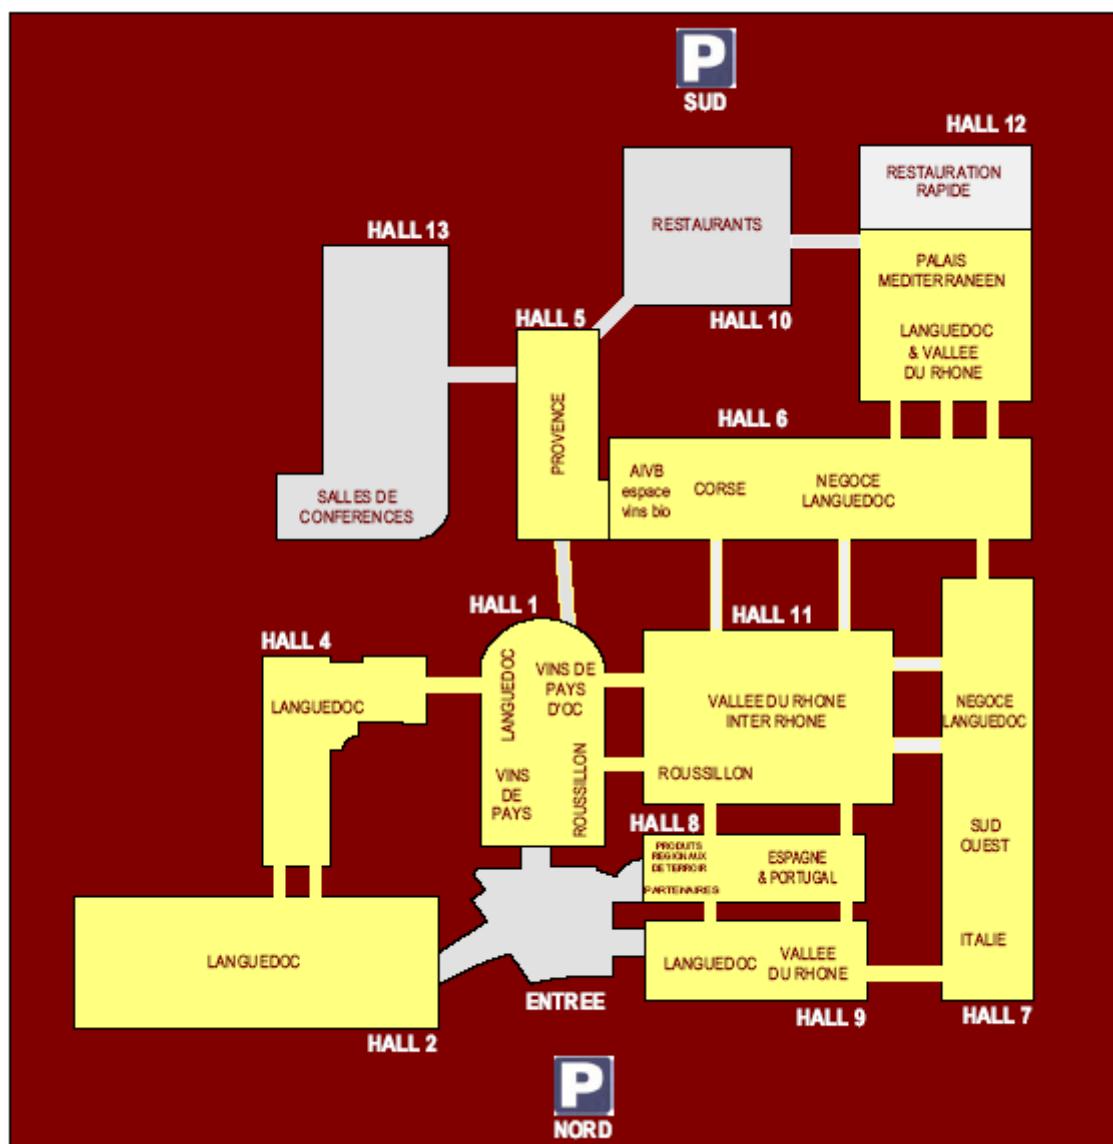 P
SUD
HALL 12
RESTAURATION
RAPIDE
RESTAURANTS
HALL 13
PALAIS
MEDITERRANEEN
HALL 5
HALL 10
LANGUEDOC
& VALLEE
DU RHONE
PROVENCE
HALL 6
AIVB
espace
vins bio
CORSE
NEGOCE
LANGUEDOC
SALLES DE
CONFERENCES
HALL 1
HALL 11
HALL 4
LANGUEDOC
LANGUEDOC
VINS DE
PAYS
D'OC
VALLEE DU RHONE
INTER RHONE
NEGOCE
LANGUEDOC
VINS
DE
PAYS
ROUSSILLON
ROUSSILLON
HALL 8
PRODUITS
REGIONAUX
DE TERROIR
PARTENAIRES
ESPAGNE
& PORTUGAL
SUD
OUEST
LANGUEDOC
LANGUEDOC
VALLEE
DU RHONE
ITALIE
ENTREE
HALL 9
HALL 7
HALL 2
P
NORD